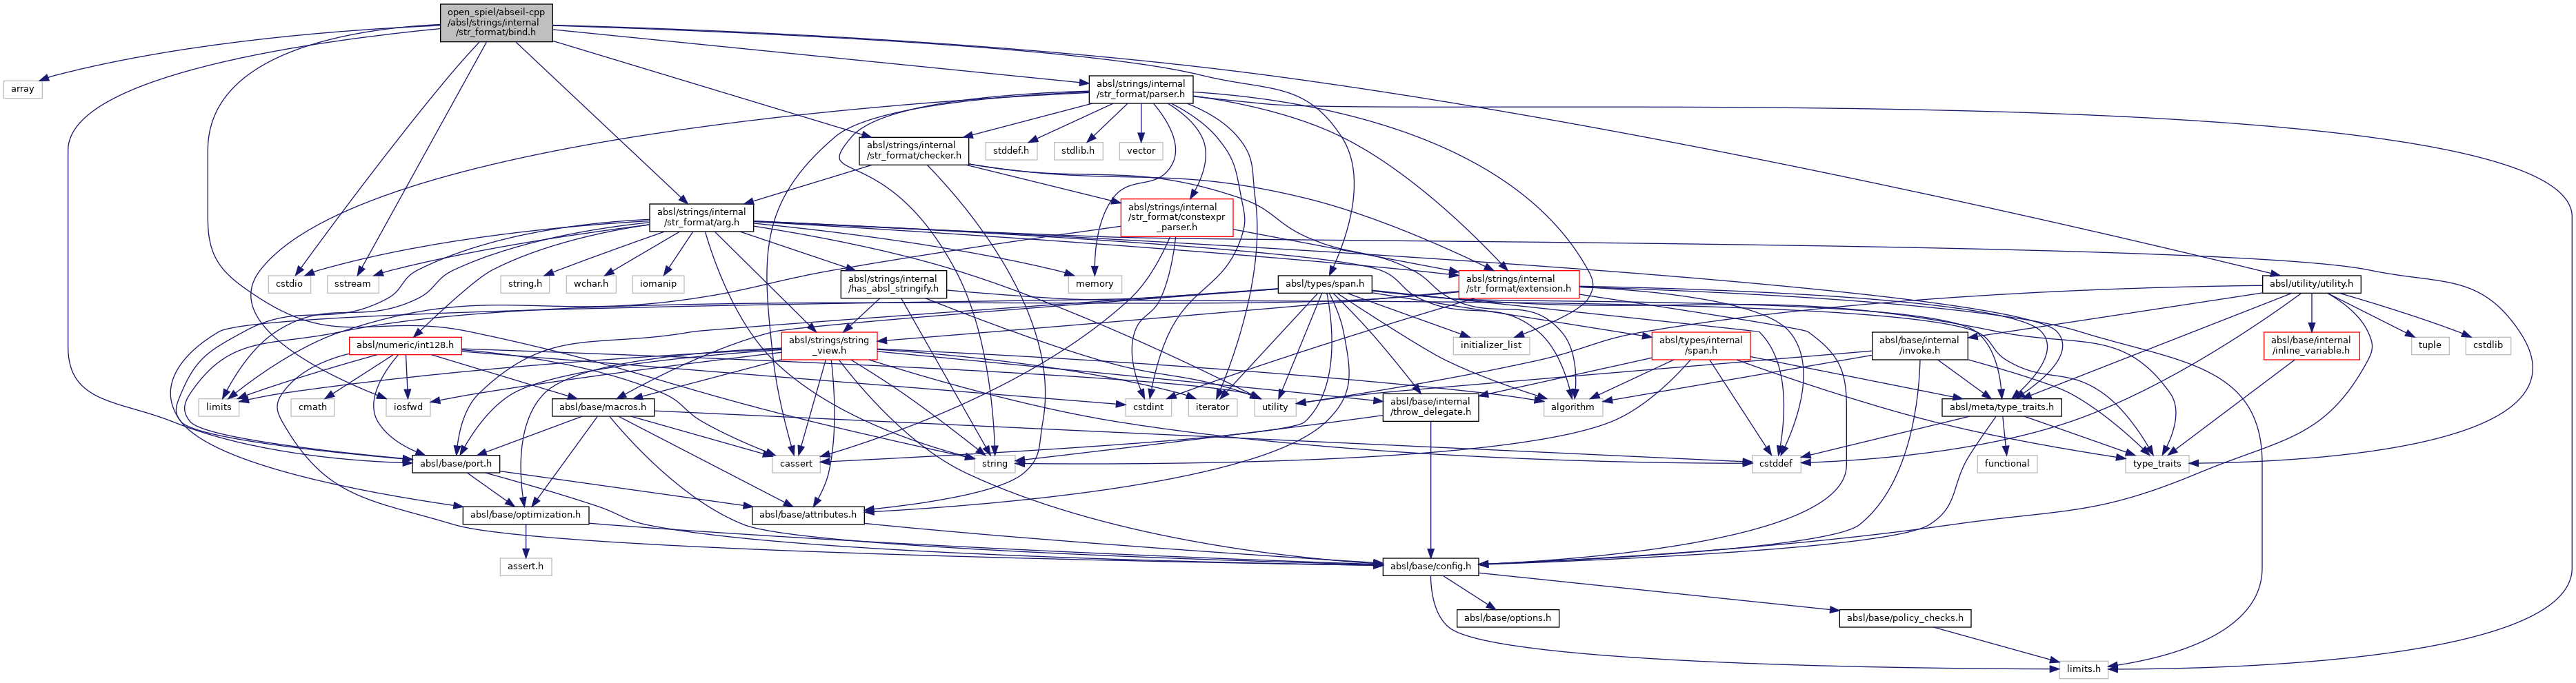 open_spiel/abseil-cpp
/absl/strings/internal
/str_format/bind.h
array
absl/strings/internal
/str_format/parser.h
absl/strings/internal
/str_format/checker.h
stddef.h
stdlib.h
vector
absl/strings/internal
/str_format/arg.h
absl/strings/internal
/str_format/constexpr
_parser.h
cstdio
sstream
string.h
wchar.h
iomanip
absl/strings/internal
/has_absl_stringify.h
memory
absl/types/span.h
absl/strings/internal
/str_format/extension.h
absl/utility/utility.h
absl/numeric/int128.h
absl/strings/string
_view.h
initializer_list
absl/types/internal
/span.h
absl/base/internal
/invoke.h
absl/base/internal
/inline_variable.h
tuple
cstdlib
limits
cmath
iosfwd
absl/base/macros.h
cstdint
iterator
utility
absl/base/internal
/throw_delegate.h
algorithm
absl/meta/type_traits.h
absl/base/port.h
cassert
string
cstddef
functional
type_traits
absl/base/optimization.h
absl/base/attributes.h
assert.h
absl/base/config.h
absl/base/options.h
absl/base/policy_checks.h
limits.h